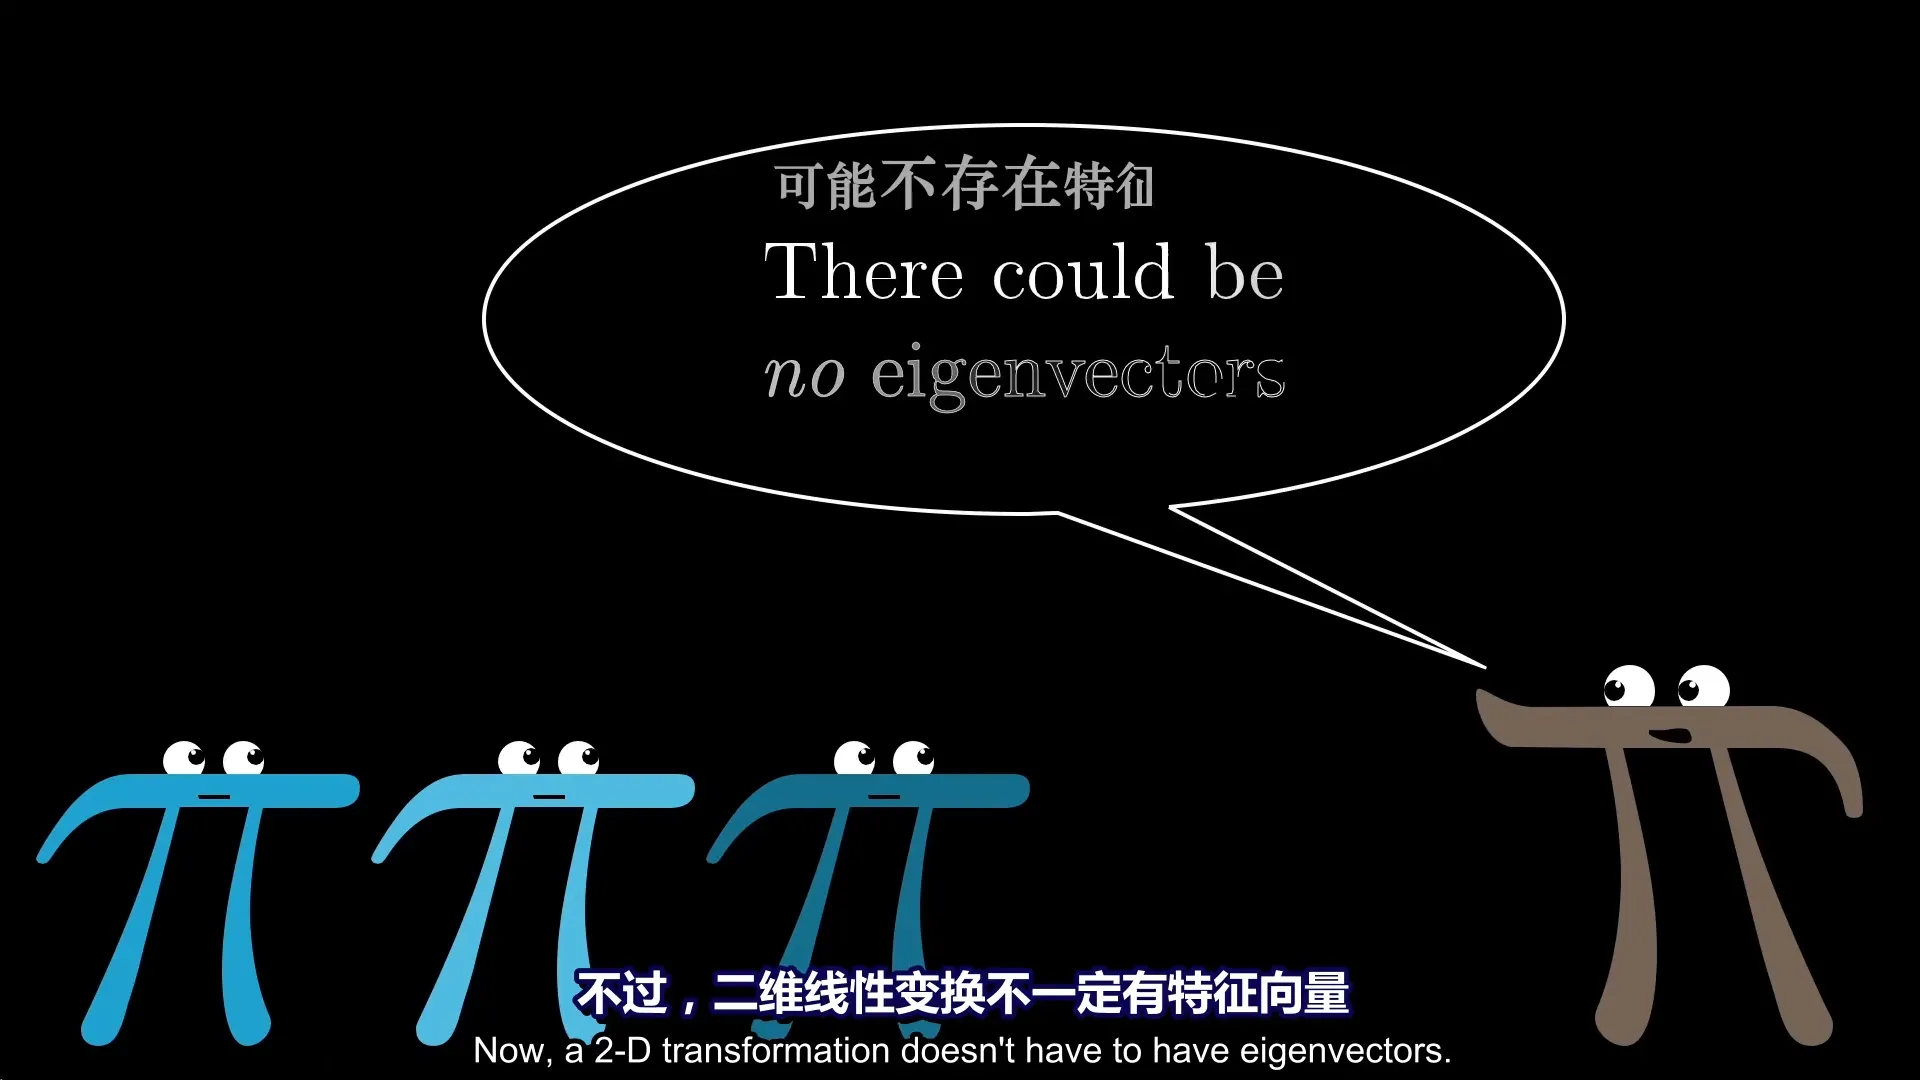 可能不存在特征
There could be
no eigenvectors
不过，二维线性变换不一定有特征向量
Now, a 2-D transformation doesn't have to have eigenvectors.